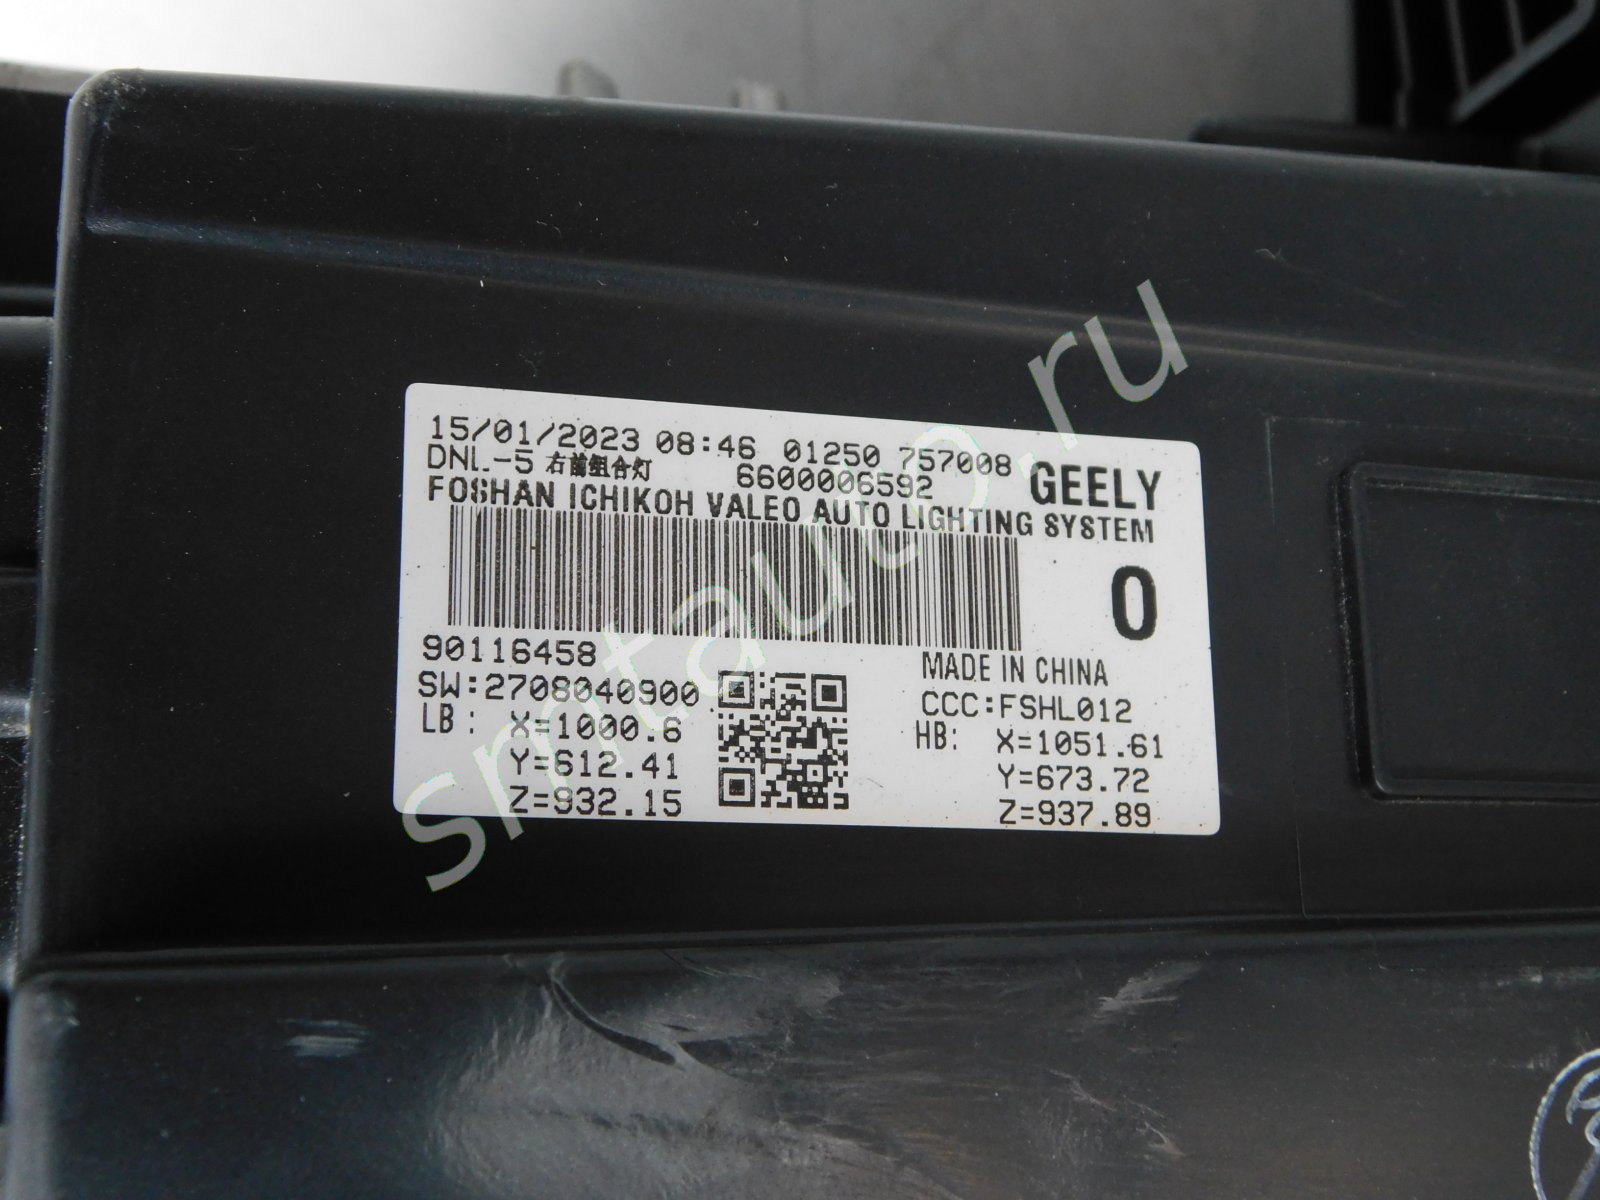 15/01/2023 08:46 01250 757008
DNL-5 右前组合灯 6600006592 GEELY
FOSHAN ICHIKOH VALEO AUTO LIGHTING SYSTEM
0
90116458 MADE IN CHINA
SW:2708040900 CCC:FSHL012
LB: X=1000.6 HB: X=1051.61
Y=612.41 Y=673.72
Z=932.15 Z=937.89
smtauto.ru